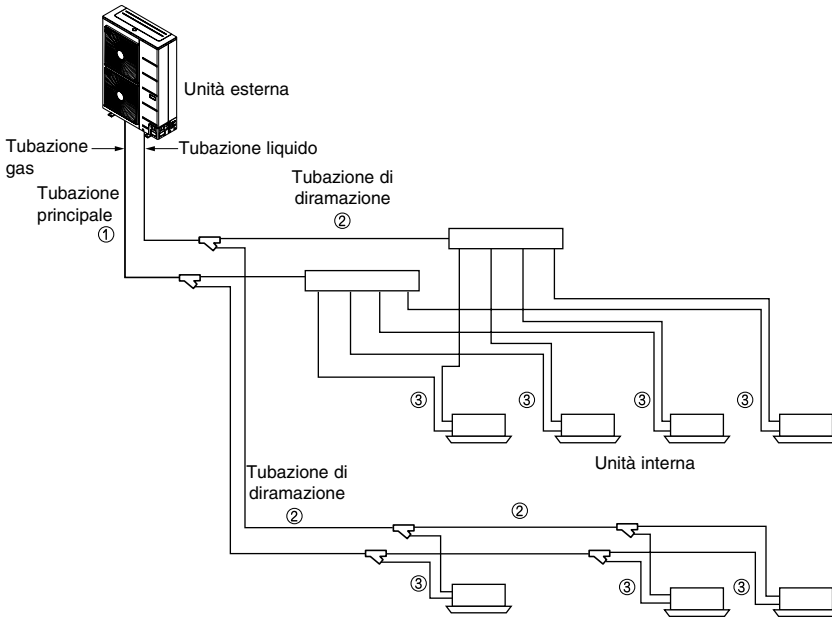 Unità esterna
Tubazione
gas
Tubazione liquido
Tubazione
principale
①
Tubazione di
diramazione
②
③
③
③
③
Unità interna
Tubazione di
diramazione
②
②
③
③
③